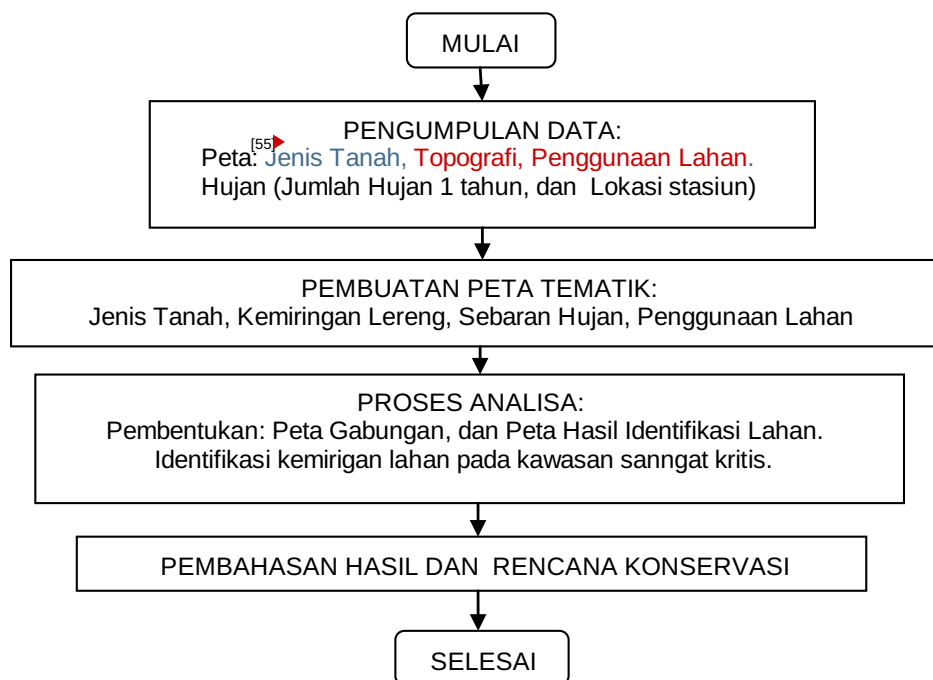 MULAI
PENGUMPULAN DATA:
[55]
Peta: Jenis Tanah, Topografi, Penggunaan Lahan.
Hujan (Jumlah Hujan 1 tahun, dan Lokasi stasiun)
PEMBUATAN PETA TEMATIK:
Jenis Tanah, Kemiringan Lereng, Sebaran Hujan, Penggunaan Lahan
PROSES ANALISA:
Pembentukan: Peta Gabungan, dan Peta Hasil Identifikasi Lahan.
Identifikasi kemirigan lahan pada kawasan sanngat kritis.
PEMBAHASAN HASIL DAN RENCANA KONSERVASI
SELESAI